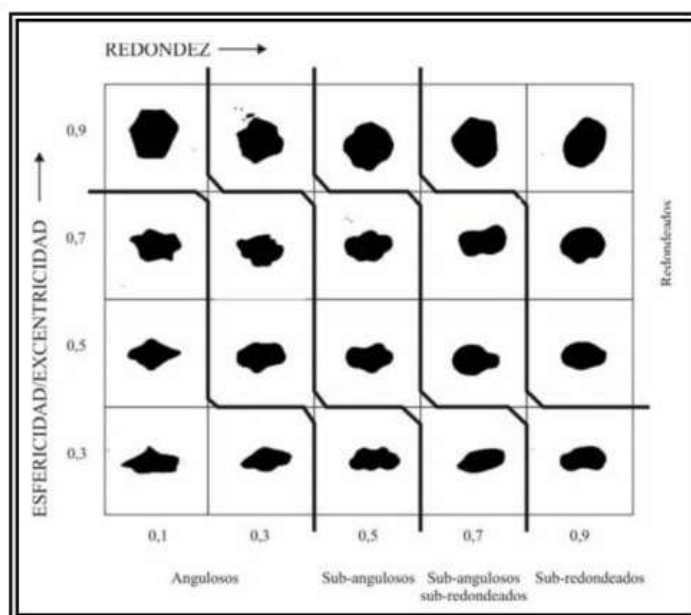 REDONDEZ
ESFERICIDAD/EXCENTRICIDAD
0,9
0,7
0,5
0,3
Redondeados
0,1
0,3
0,5
0,7
0,9
Angulosos
Sub-angulosos
Sub-angulosos
sub-redondeados
Sub-redondeados